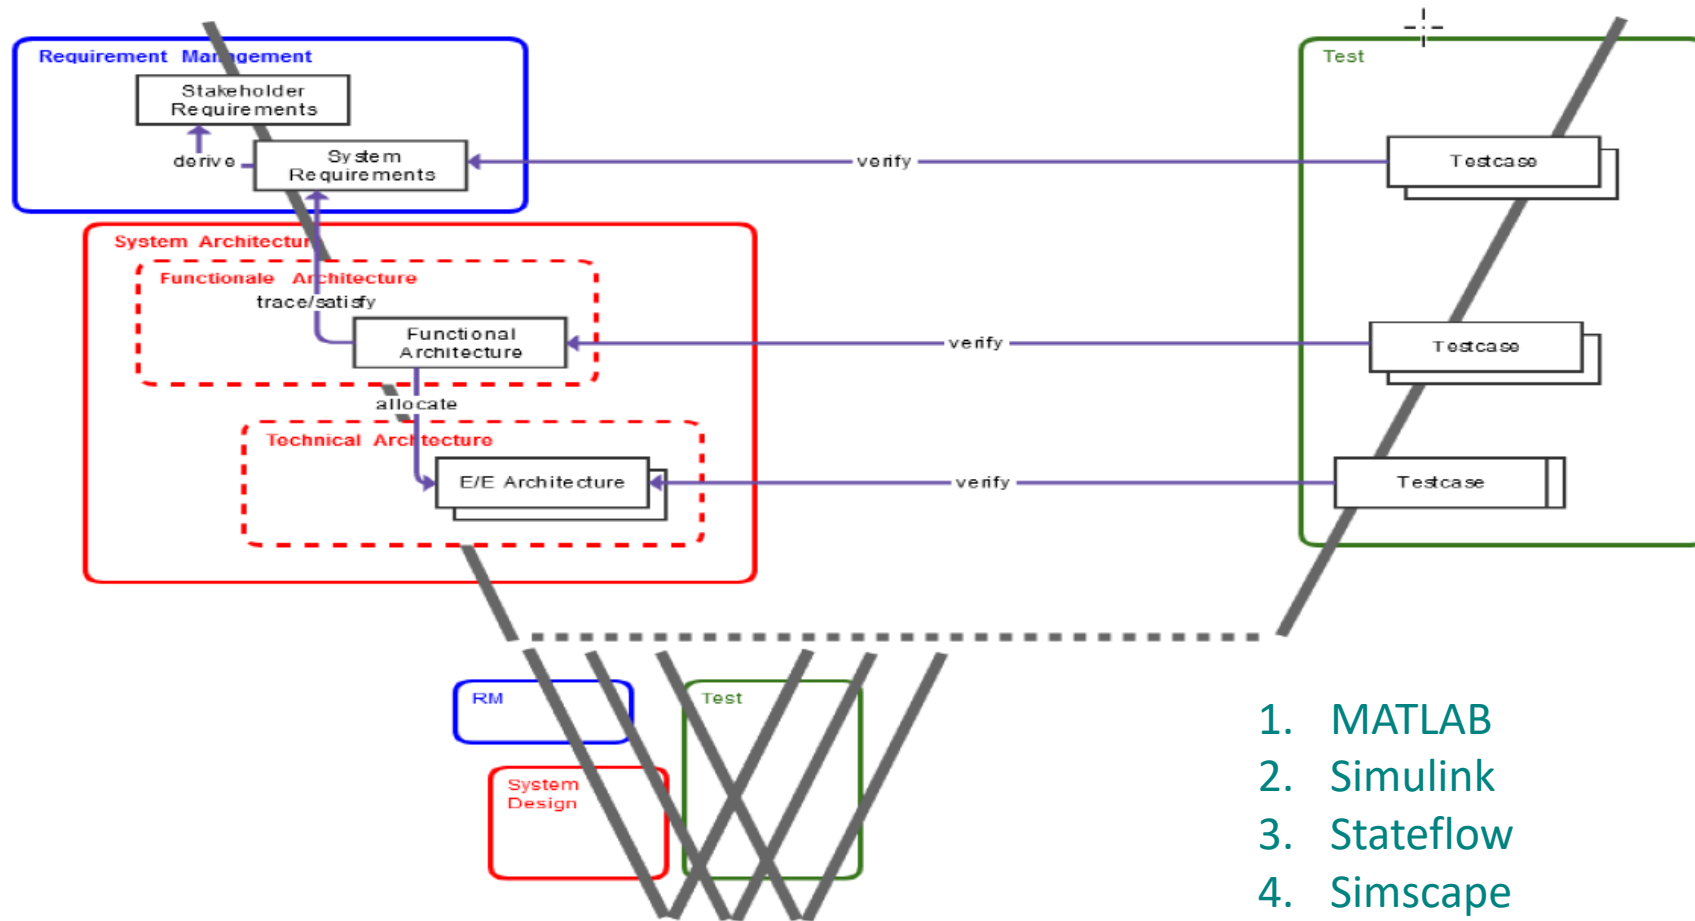 Requirement Management
Test
Stakeholder
Requirements
derive
System
Requirements
verify
Testcase
System Architectur
Functionale Architecture
trace/satisfy
Functional
Architecture
verify
Testcase
allocate
Technical Architecture
E/E Architecture
verify
Testcase
RM
Test
System
Design
1. MATLAB
2. Simulink
3. Stateflow
4. Simscape